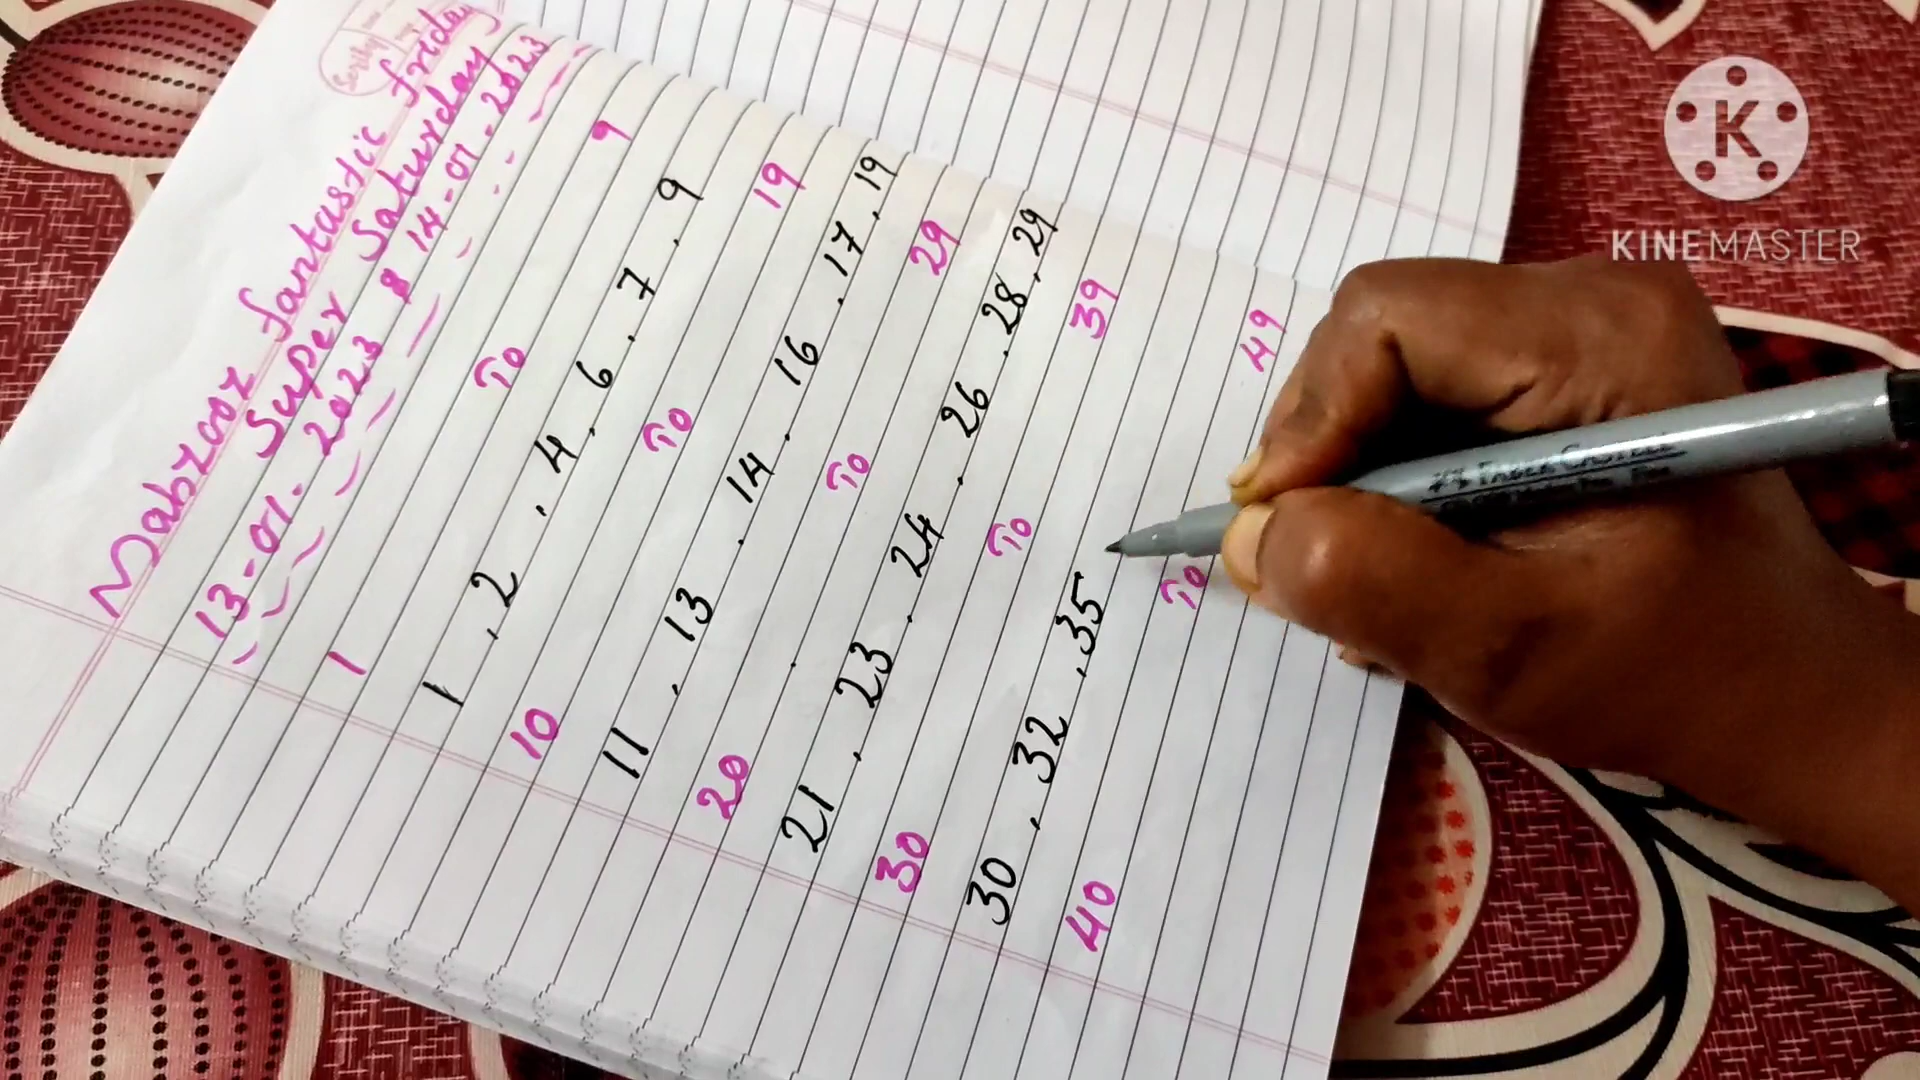 Mabzooz Fantastic Friday
Super Saturday
13-01-2023 & 14-01-2023
1 To 9
1, 2, 4, 6, 7, 9
10 To 19
11, 13, 14, 16, 17, 19
20 To 29
21, 23, 24, 26, 28, 29
30 To 39
30, 32, 35
40 To 49
KINEMASTER